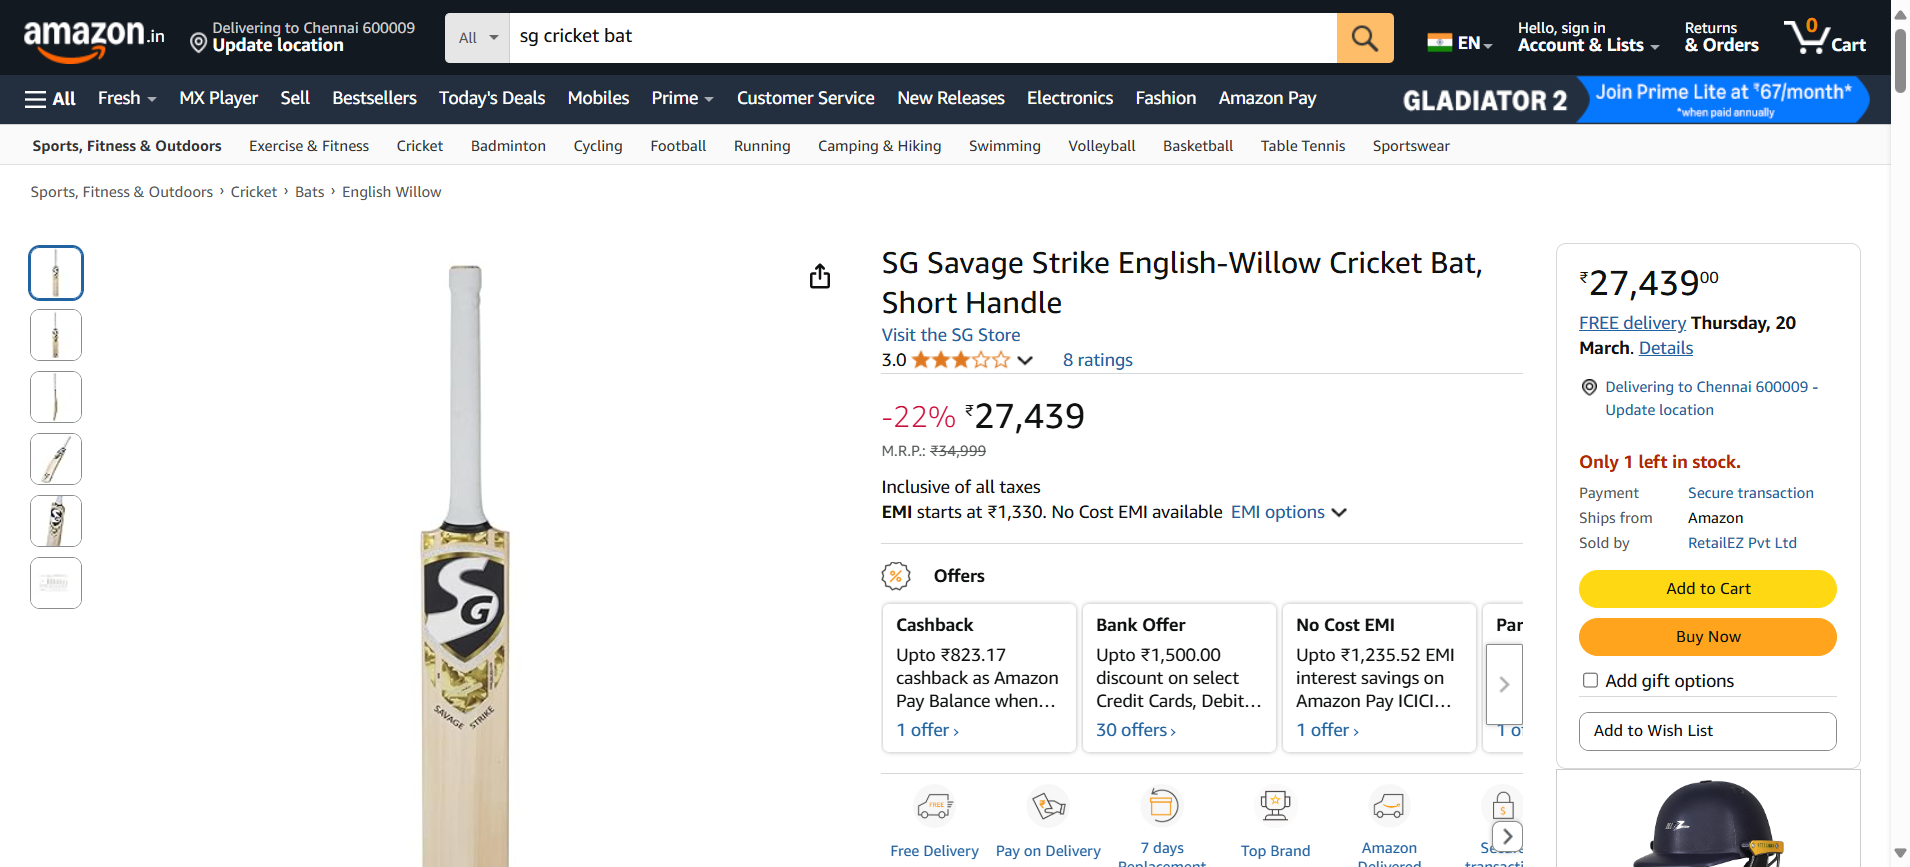 amazon.in
Delivering to Chennai 600009
Update location
All
sg cricket bat
EN
Hello, sign in
Account & Lists
Returns
& Orders
0
Cart
All
Fresh
MX Player
Sell
Bestsellers
Today's Deals
Mobiles
Prime
Customer Service
New Releases
Electronics
Fashion
Amazon Pay
GLADIATOR 2
Join Prime Lite at ₹67/month*
*when paid annually
Sports, Fitness & Outdoors
Exercise & Fitness
Cricket
Badminton
Cycling
Football
Running
Camping & Hiking
Swimming
Volleyball
Basketball
Table Tennis
Sportswear
Sports, Fitness & Outdoors › Cricket › Bats › English Willow
SG
SAVAGE STRIKE
SG Savage Strike English-Willow Cricket Bat,
Short Handle
Visit the SG Store
3.0
8 ratings
-22% ₹27,439
M.R.P.: ₹34,999
Inclusive of all taxes
EMI starts at ₹1,330. No Cost EMI available EMI options
Offers
Cashback
Upto ₹823.17
cashback as Amazon
Pay Balance when…
1 offer ›
Bank Offer
Upto ₹1,500.00
discount on select
Credit Cards, Debit…
30 offers ›
No Cost EMI
Upto ₹1,235.52 EMI
interest savings on
Amazon Pay ICICI…
1 offer ›
Par
1 of
FREE
Free Delivery
Pay on Delivery
7 days
Replacement
Top Brand
Amazon
Delivered
Secure
transaction
₹27,43900
FREE delivery Thursday, 20
March. Details
Delivering to Chennai 600009 -
Update location
Only 1 left in stock.
Payment
Secure transaction
Ships from
Amazon
Sold by
RetailEZ Pvt Ltd
Add to Cart
Buy Now
Add gift options
Add to Wish List